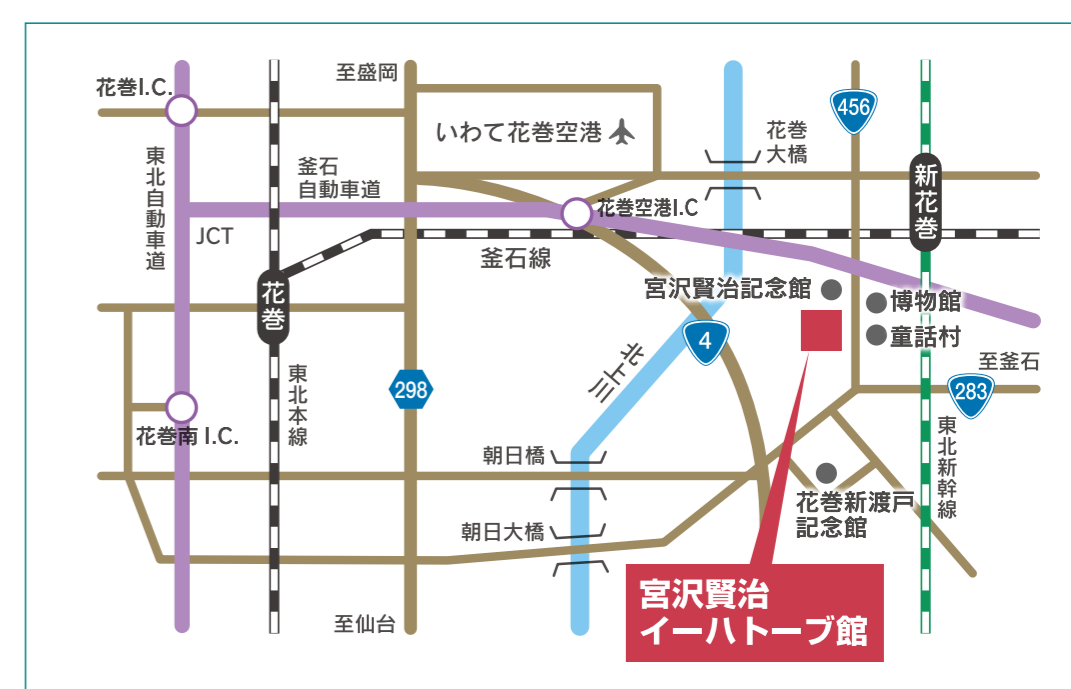 花巻I.C.
至盛岡
456
いわて花巻空港
花巻
大橋
東北自動車道
釜石
自動車道
新花巻
花巻空港I.C
JCT
釜石線
宮沢賢治記念館
博物館
花巻
4
童話村
北上川
至釜石
東北本線
298
283
花巻南 I.C.
東北新幹線
朝日橋
花巻新渡戸
記念館
朝日大橋
宮沢賢治
イーハトーブ館
至仙台